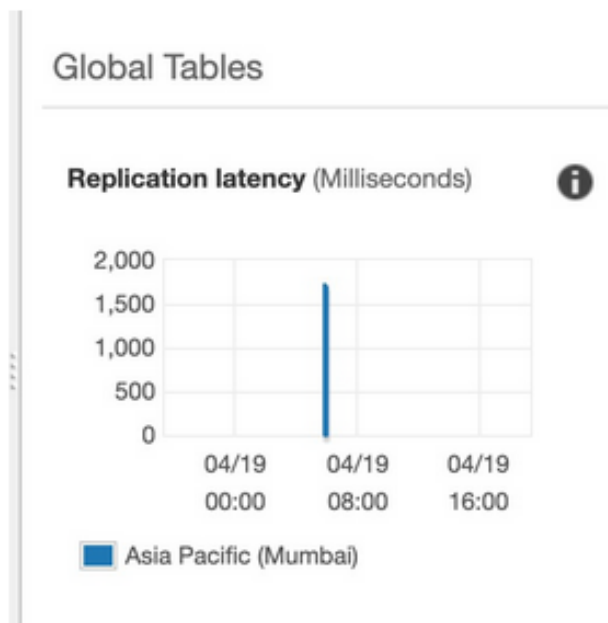 Global Tables
Replication latency (Milliseconds)
2,000
1,500
1,000
500
0
04/19 04/19 04/19
00:00 08:00 16:00
Asia Pacific (Mumbai)